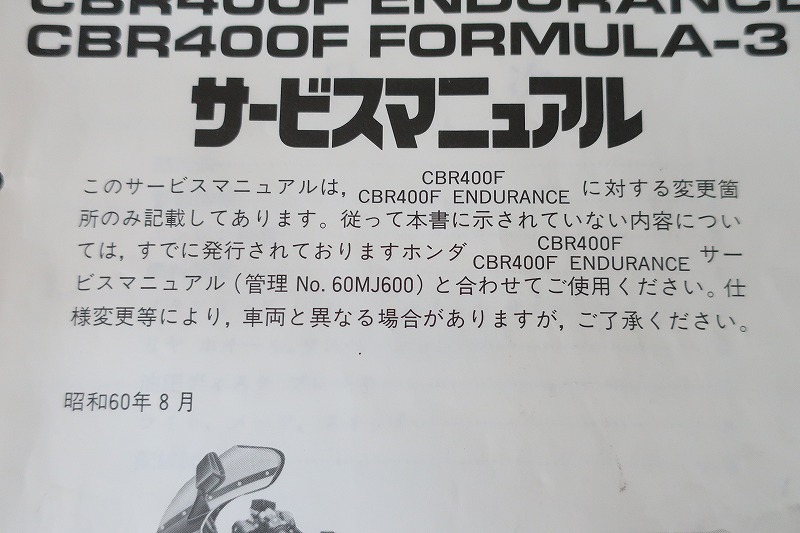 CBR400F ENDURANCE
CBR400F FORMULA-3
サービスマニュアル
このサービスマニュアルは, CBR400F CBR400F ENDURANCE に対する変更箇
所のみ記載してあります。従って本書に示されていない内容につい
ては, すでに発行されておりますホンダ CBR400F CBR400F ENDURANCE サー
ビスマニュアル (管理 No. 60MJ600) と合わせてご使用ください。仕
様変更等により, 車両と異なる場合がありますが, ご了承ください。
昭和60年8月